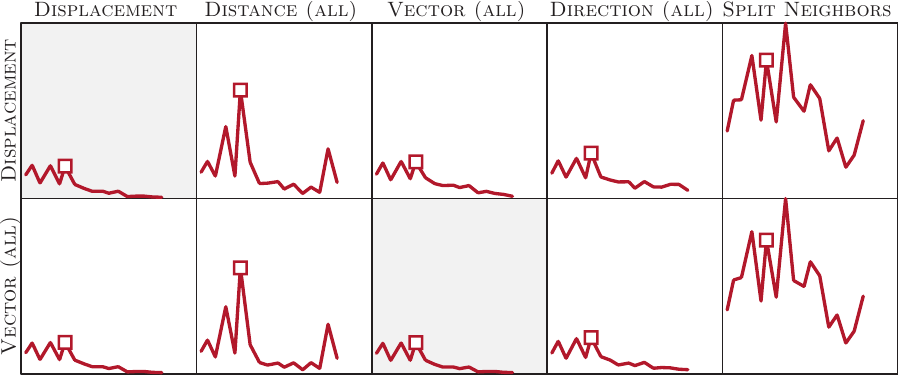 Displacement Distance (all) Vector (all) Direction (all) Split Neighbors
Displacement
Vector (all)